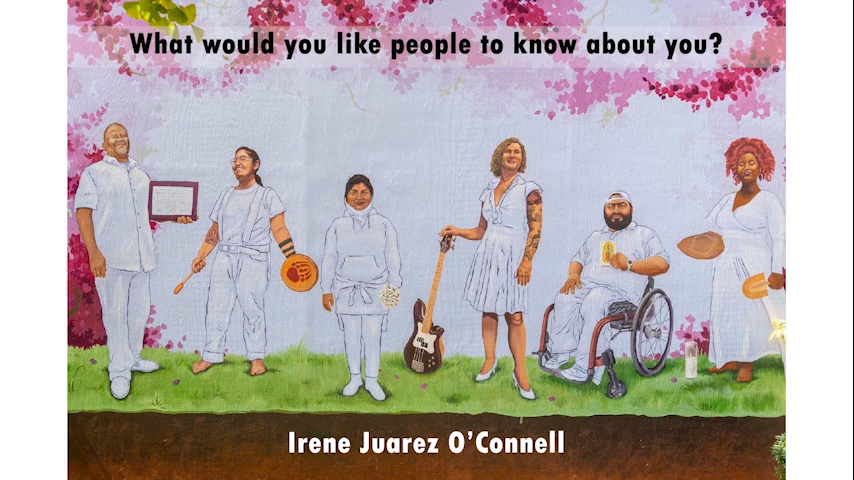 What would you like people to know about you?
Irene Juarez O’Connell